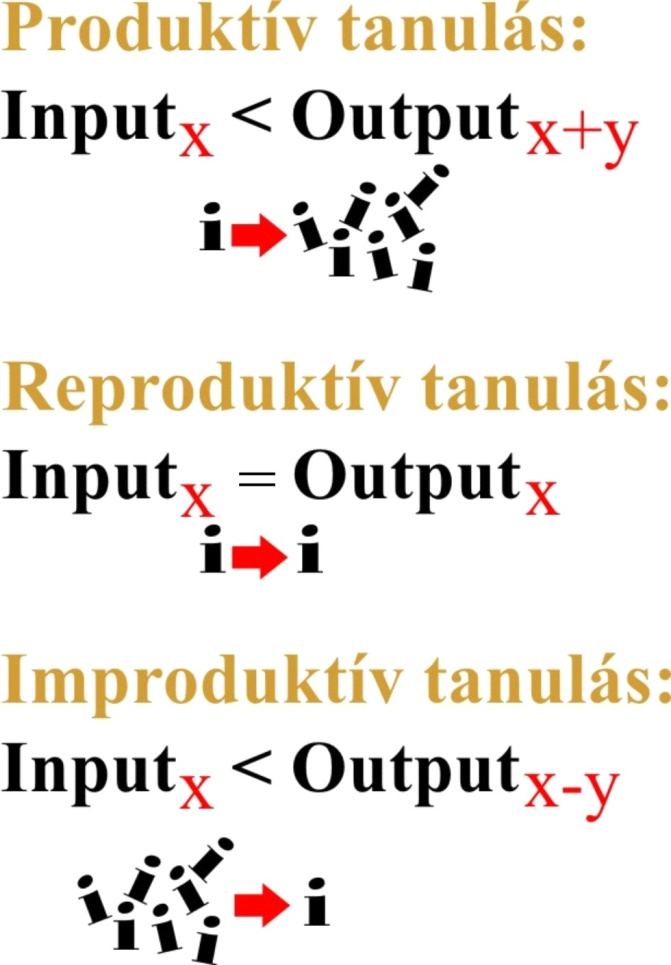 Produktív tanulás:
Inputx < Outputx+y
i i i i i i i i
Reproduktív tanulás:
Inputx = Outputx
i i
Improduktív tanulás:
Inputx < Outputx-y
i i i i i i i i